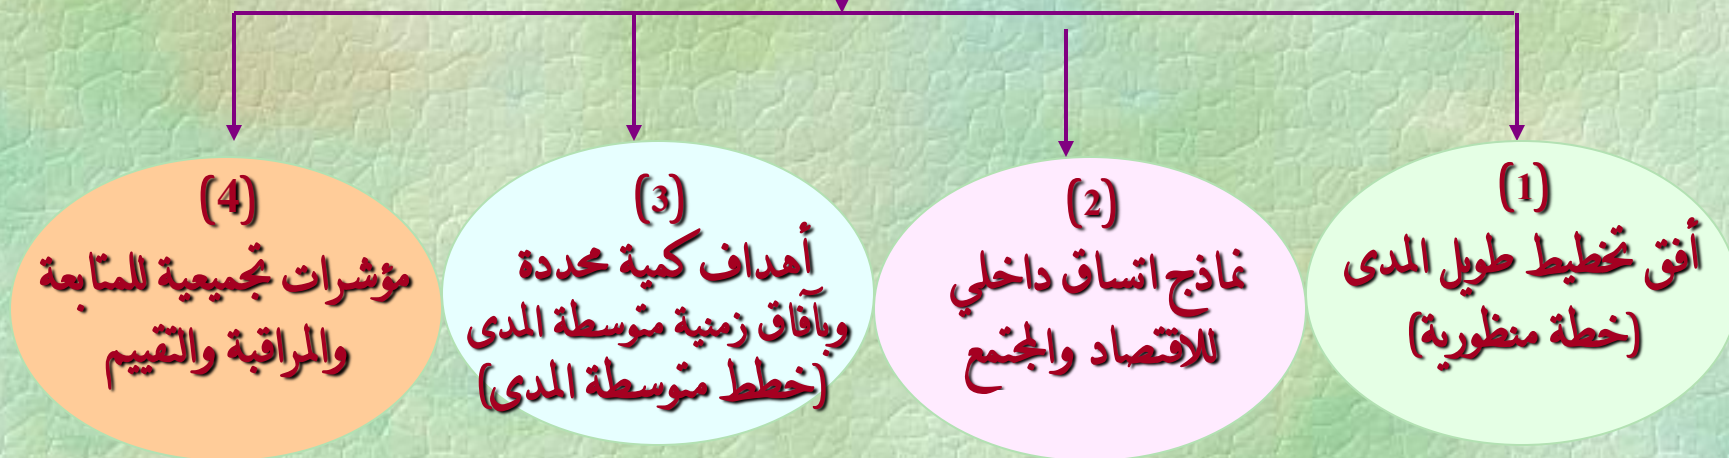 (1)
أفق تخطيط طويل المدى
(خطة منظورية)
(2)
نماذج اتساق داخلي
للاقتصاد والمجتمع
(3)
أهداف كمية محددة
وبآفاق زمنية متوسطة المدى
(خطط متوسطة المدى)
(4)
مؤشرات تجميعية للمتابعة
والمراقبة والتقييم